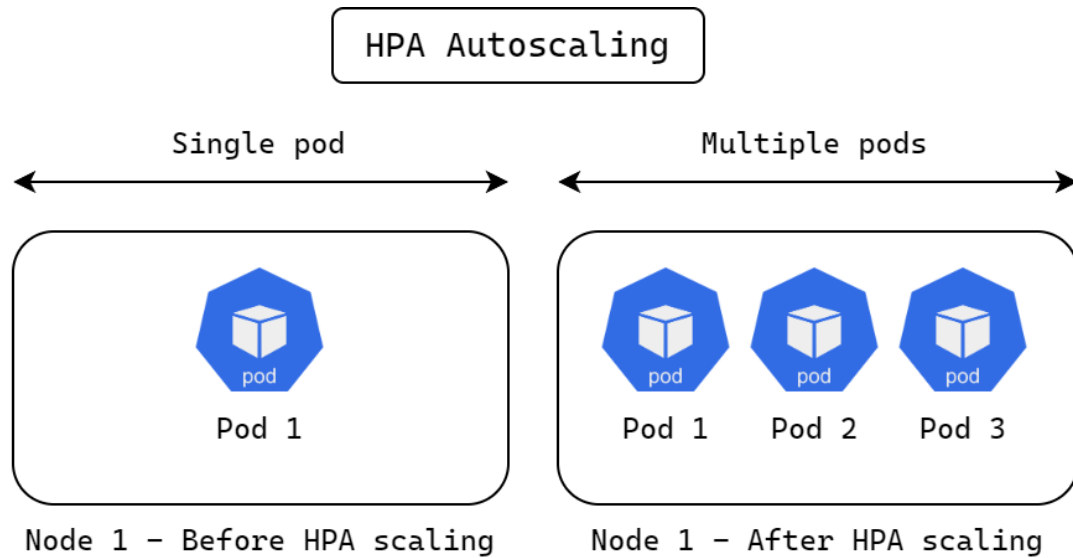 HPA Autoscaling
Single pod
Multiple pods
pod
Pod 1
pod
pod
pod
Pod 1
Pod 2
Pod 3
Node 1 – Before HPA scaling
Node 1 – After HPA scaling